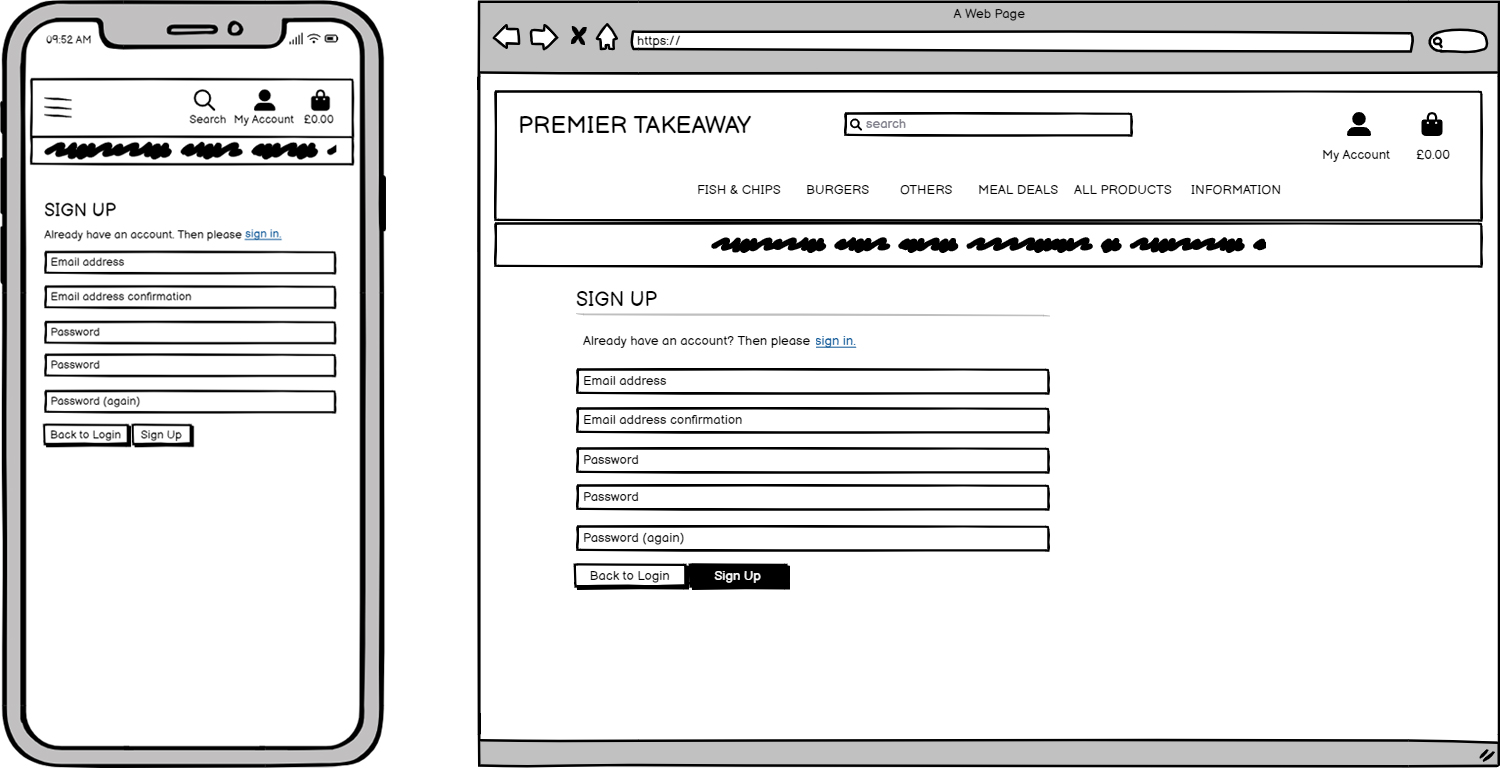 09:52 AM
Search My Account £0.00
SIGN UP
Already have an account. Then please sign in.
Email address
Email address confirmation
Password
Password
Password (again)
Back to Login Sign Up
A Web Page
https://
PREMIER TAKEAWAY
search
My Account £0.00
FISH & CHIPS BURGERS OTHERS MEAL DEALS ALL PRODUCTS INFORMATION
SIGN UP
Already have an account? Then please sign in.
Email address
Email address confirmation
Password
Password
Password (again)
Back to Login Sign Up